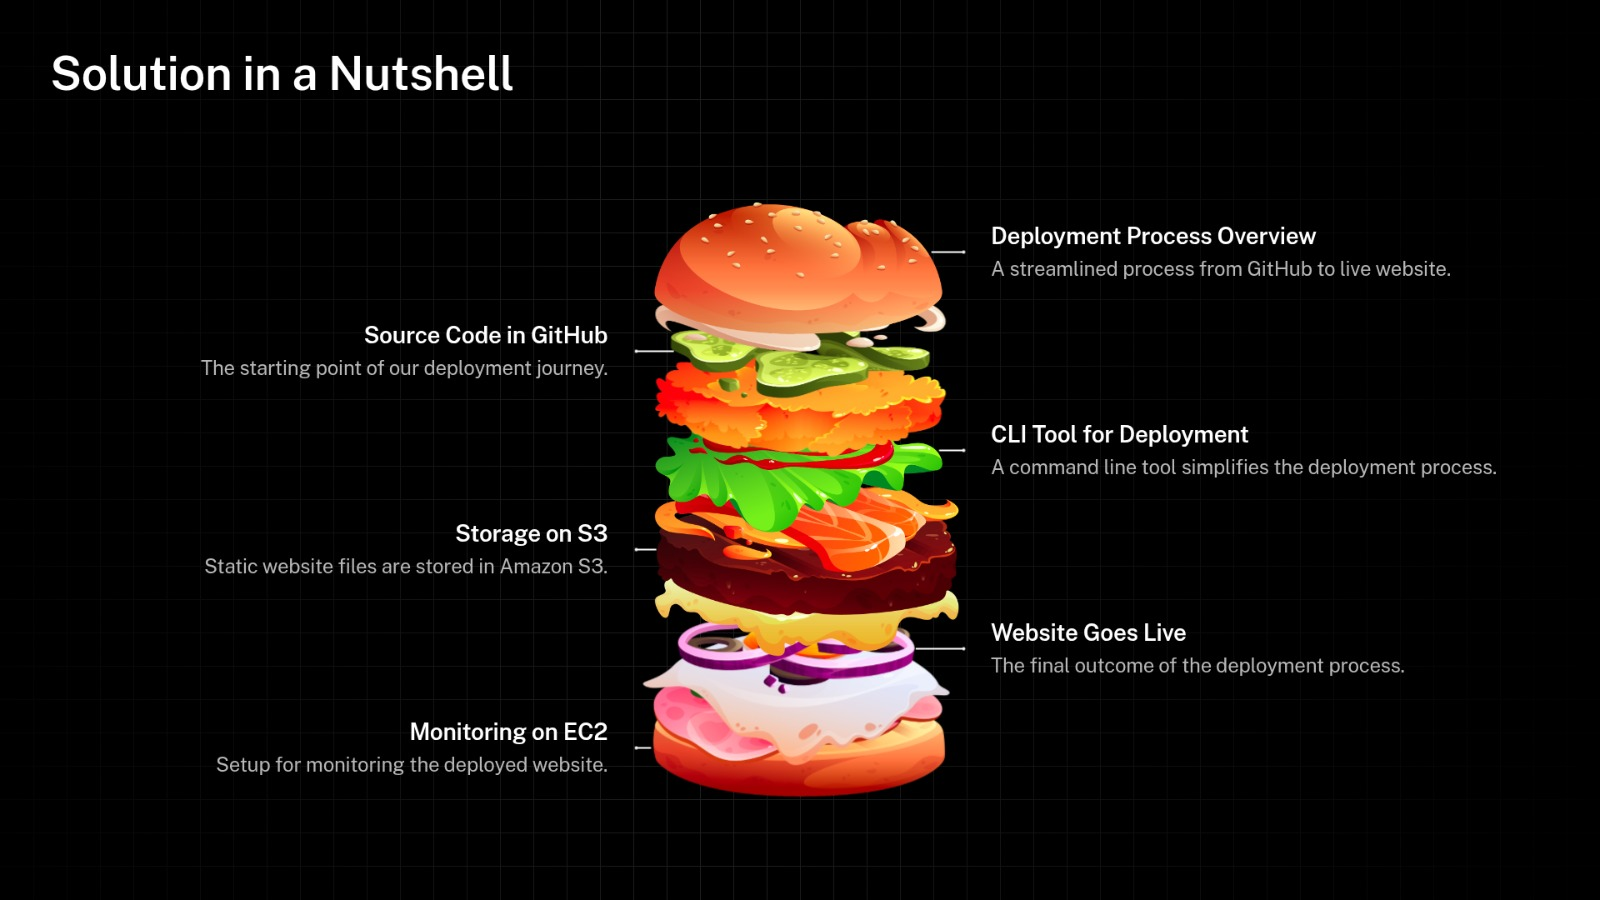 Solution in a Nutshell
Deployment Process Overview
A streamlined process from GitHub to live website.
Source Code in GitHub
The starting point of our deployment journey.
CLI Tool for Deployment
A command line tool simplifies the deployment process.
Storage on S3
Static website files are stored in Amazon S3.
Website Goes Live
The final outcome of the deployment process.
Monitoring on EC2
Setup for monitoring the deployed website.